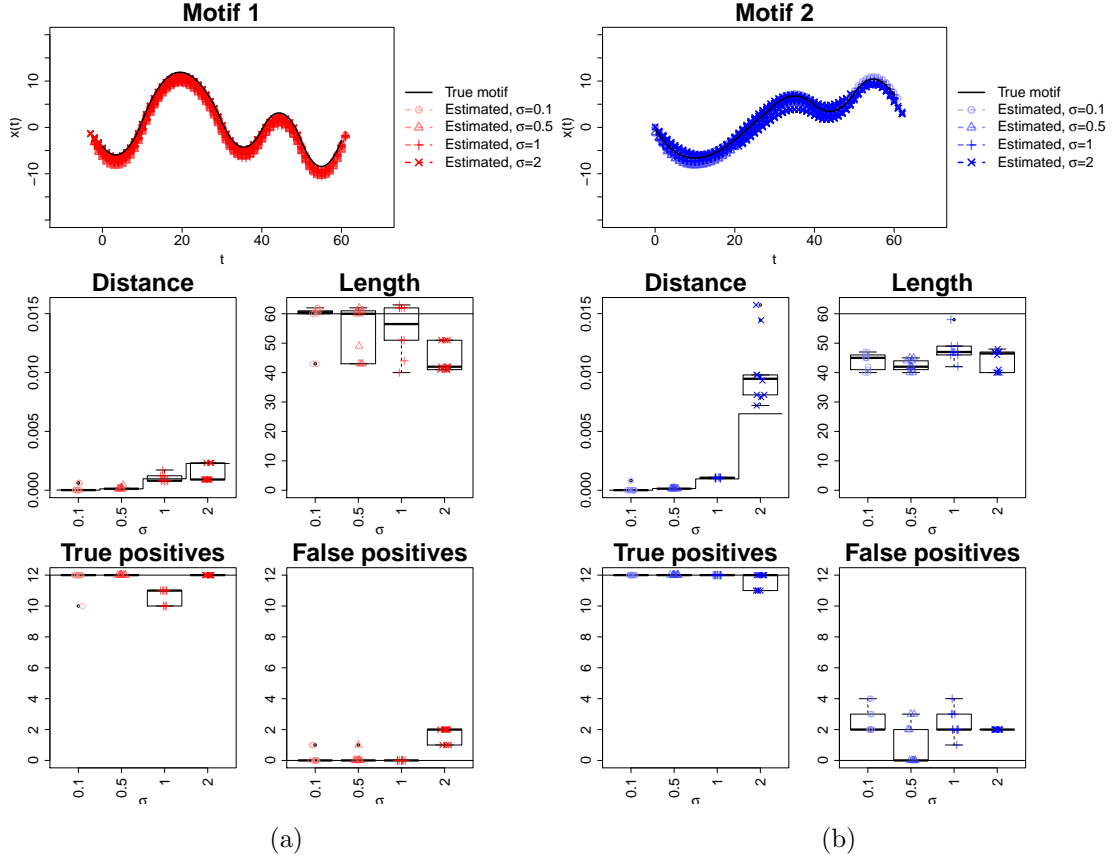 Motif 1
x(t)
−10 0 10
0 20 40 60
t
True motif
Estimated, σ=0.1
Estimated, σ=0.5
Estimated, σ=1
Estimated, σ=2
Distance
0.000 0.005 0.010 0.015
0.1 0.5 1 2
σ
Length
0 10 20 30 40 50 60
0.1 0.5 1 2
σ
True positives
0 2 4 6 8 10 12
0.1 0.5 1 2
σ
False positives
0 2 4 6 8 10 12
0.1 0.5 1 2
σ
(a)
Motif 2
x(t)
−10 0 10
0 20 40 60
t
True motif
Estimated, σ=0.1
Estimated, σ=0.5
Estimated, σ=1
Estimated, σ=2
Distance
0.000 0.005 0.010 0.015
0.1 0.5 1 2
σ
Length
0 10 20 30 40 50 60
0.1 0.5 1 2
σ
True positives
0 2 4 6 8 10 12
0.1 0.5 1 2
σ
False positives
0 2 4 6 8 10 12
0.1 0.5 1 2
σ
(b)